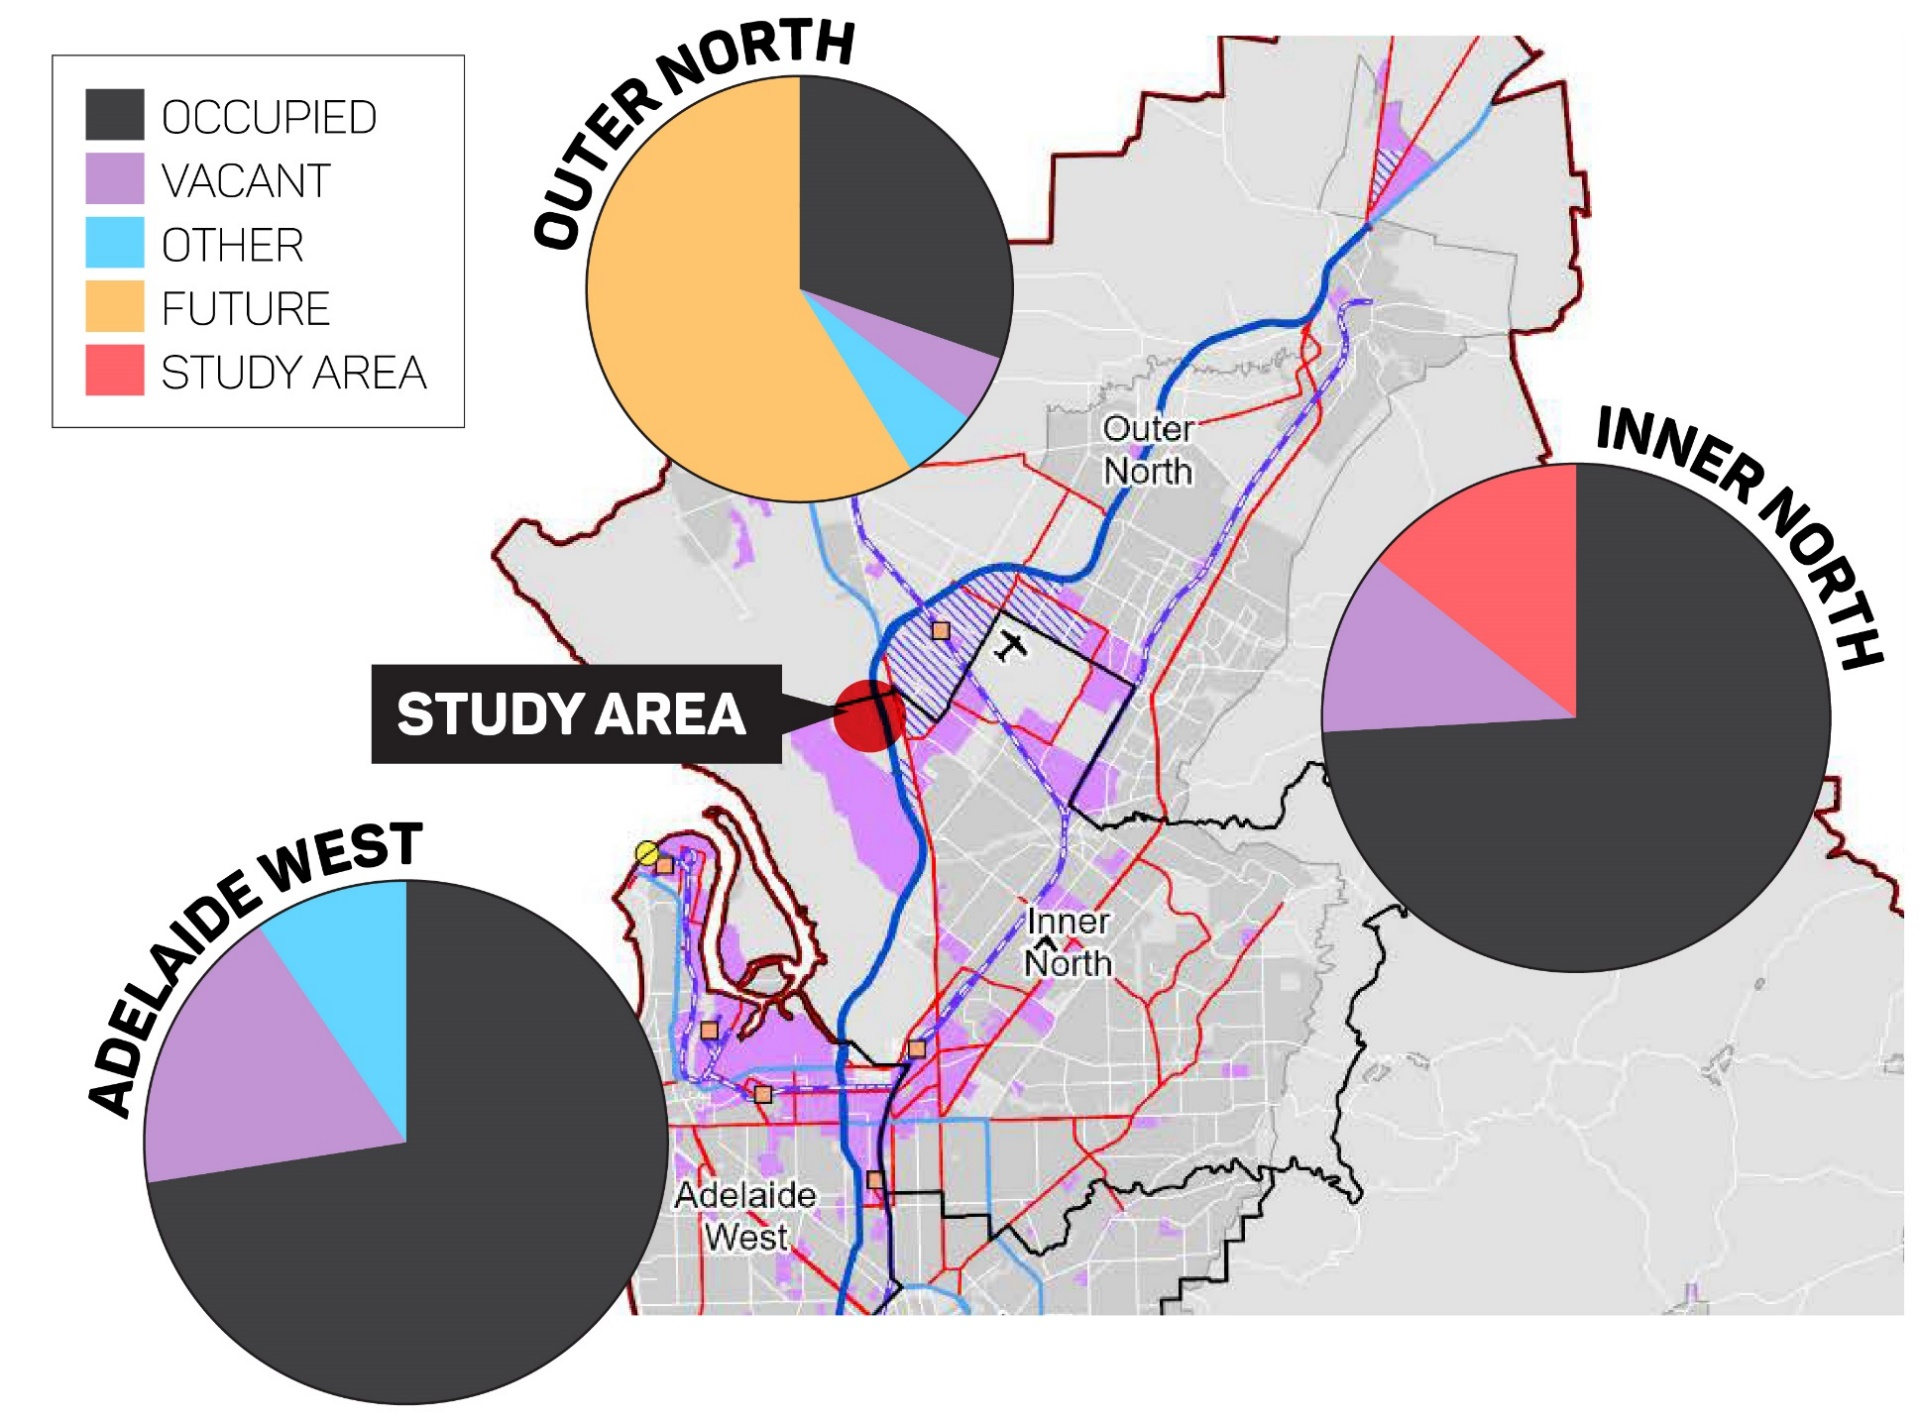 OCCUPIED
VACANT
OTHER
FUTURE
STUDY AREA
OUTER NORTH
INNER NORTH
Outer
North
STUDY AREA
ADELAIDE WEST
Inner
North
Adelaide
West